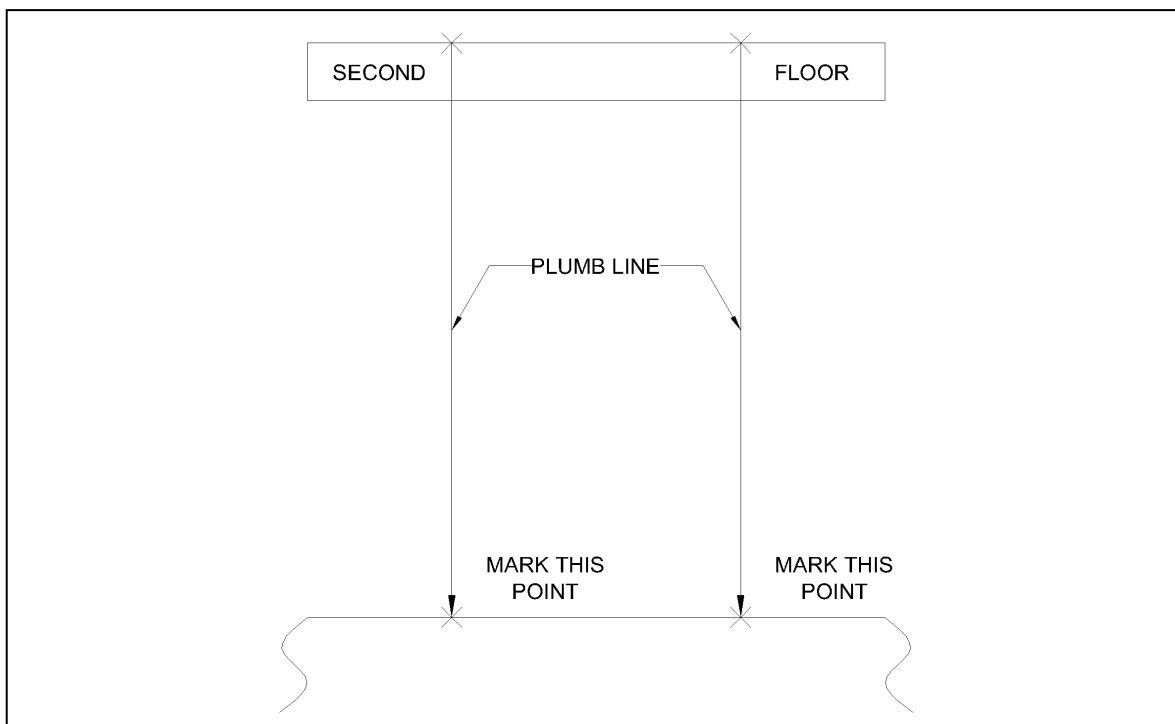 SECOND
FLOOR
PLUMB LINE
MARK THIS
POINT
MARK THIS
POINT